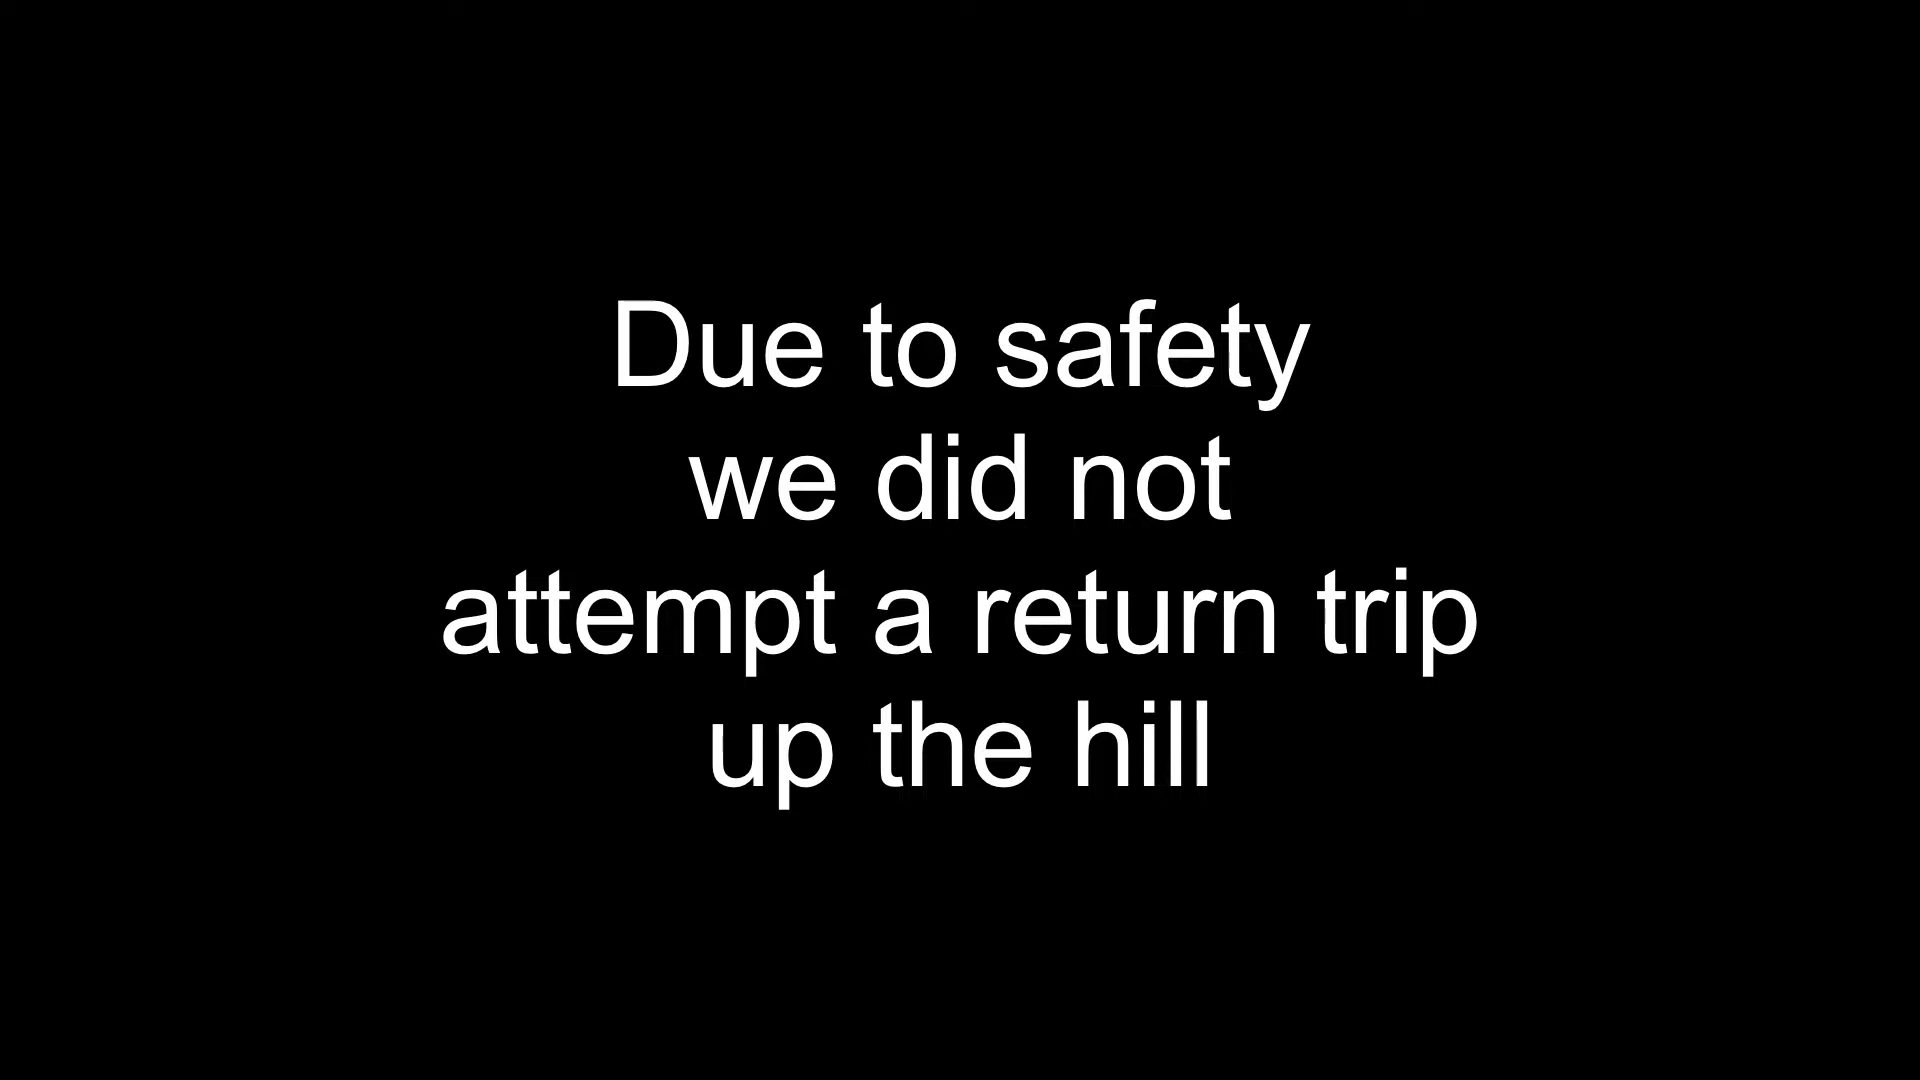 Due to safety
we did not
attempt a return trip
up the hill